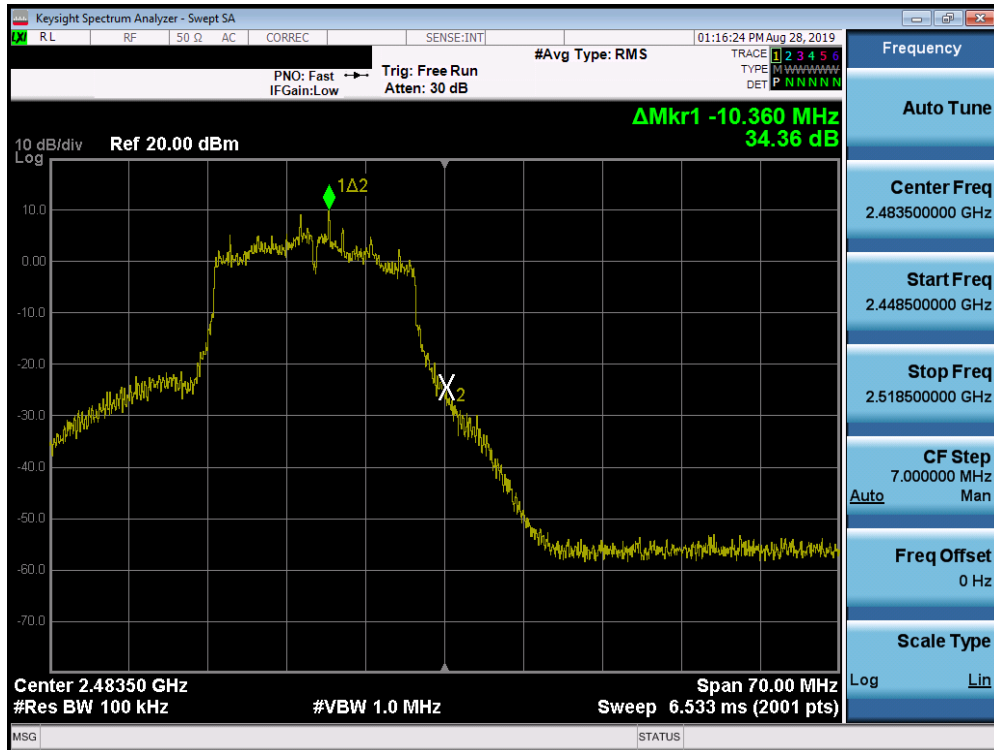 Keysight Spectrum Analyzer - Swept SA
LXI RL RF 50 Ω AC CORREC SENSE:INT 01:16:24 PM Aug 28, 2019
#Avg Type: RMS
TRACE 1 2 3 4 5 6
TYPE M W W W W W
DET P N N N N N
PNO: Fast
IFGain:Low
Trig: Free Run
Atten: 30 dB
ΔMkr1 -10.360 MHz
34.36 dB
10 dB/div Ref 20.00 dBm
Log
1Δ2
10.0
0.00
-10.0
-20.0
2
-30.0
-40.0
-50.0
-60.0
-70.0
Center 2.48350 GHz
Span 70.00 MHz
#Res BW 100 kHz
#VBW 1.0 MHz
Sweep 6.533 ms (2001 pts)
MSG
STATUS
Frequency
Auto Tune
Center Freq
2.483500000 GHz
Start Freq
2.448500000 GHz
Stop Freq
2.518500000 GHz
CF Step
7.000000 MHz
Auto Man
Freq Offset
0 Hz
Scale Type
Log Lin